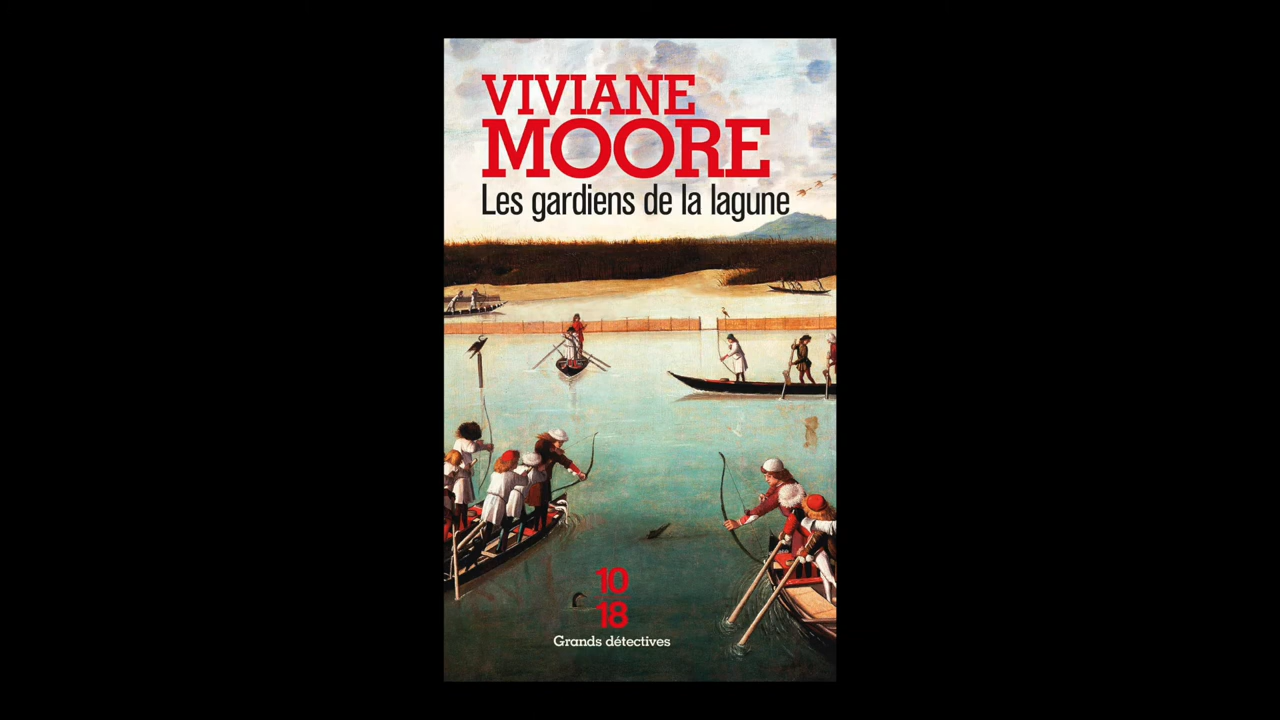 VIVIANE
MOORE
Les gardiens de la lagune
10
18
Grands détectives